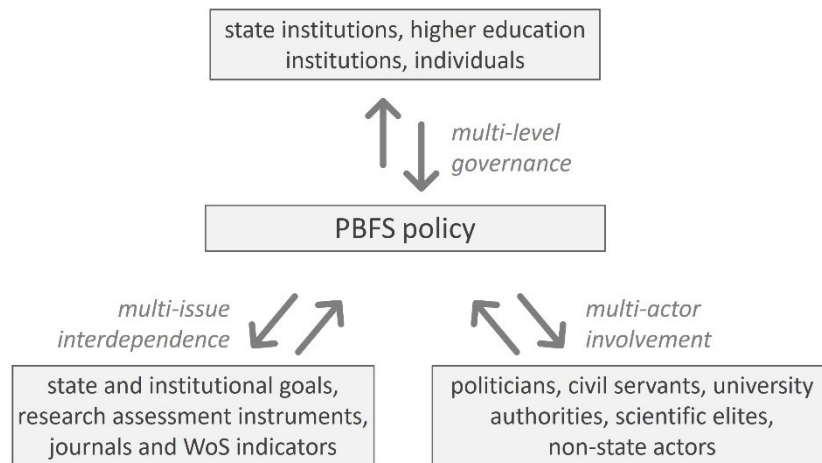 state institutions, higher education
institutions, individuals
multi-level
governance
PBFS policy
multi-issue
interdependence
multi-actor
involvement
state and institutional goals,
research assessment instruments,
journals and WoS indicators
politicians, civil servants, university
authorities, scientific elites,
non-state actors